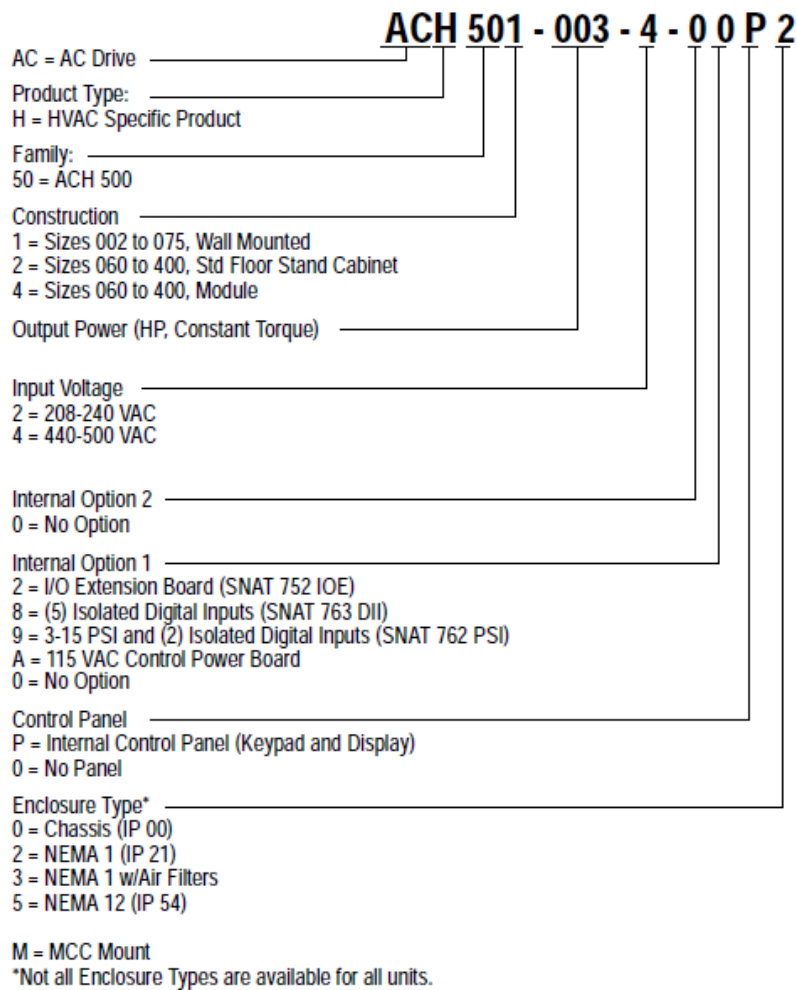 ACH 501 - 003 - 4 - 0 0 P 2
AC = AC Drive
Product Type:
H = HVAC Specific Product
Family:
50 = ACH 500
Construction
1 = Sizes 002 to 075, Wall Mounted
2 = Sizes 060 to 400, Std Floor Stand Cabinet
4 = Sizes 060 to 400, Module
Output Power (HP, Constant Torque)
Input Voltage
2 = 208-240 VAC
4 = 440-500 VAC
Internal Option 2
0 = No Option
Internal Option 1
2 = I/O Extension Board (SNAT 752 IOE)
8 = (5) Isolated Digital Inputs (SNAT 763 DII)
9 = 3-15 PSI and (2) Isolated Digital Inputs (SNAT 762 PSI)
A = 115 VAC Control Power Board
0 = No Option
Control Panel
P = Internal Control Panel (Keypad and Display)
0 = No Panel
Enclosure Type*
0 = Chassis (IP 00)
2 = NEMA 1 (IP 21)
3 = NEMA 1 w/Air Filters
5 = NEMA 12 (IP 54)
M = MCC Mount
*Not all Enclosure Types are available for all units.